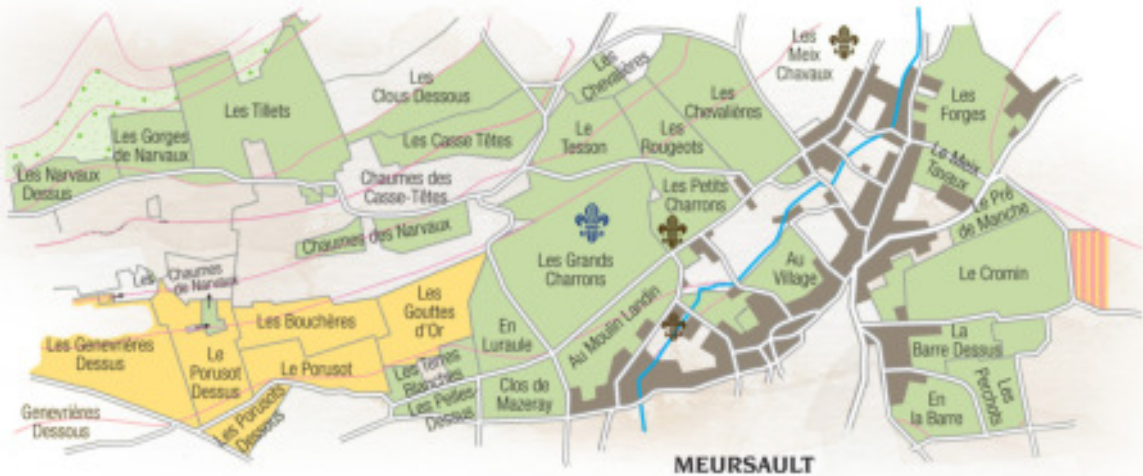 Les
Meix
Chavaux
Les
Clous Dessous
Les
Chevalières
Les
Chevalières
Les
Forges
Les Tillets
Les Gorges
de Narvaux
Les Casse Têtes
Le
Tesson
Les
Rougeots
Le Meix
Tavaux
Les Narvaux
Dessus
Chaumes des
Casse-Têtes
Les Petits
Charrons
Le Pré
de Manche
Chaumes des Narvaux
Les Grands
Charrons
Au
Village
Le Cromin
Les Chaumes
de Narvaux
Les
Gouttes
d'Or
Les Bouchères
En
Luraule
Au Moulin Landin
Les Genevrières
Dessus
Le
Porusot
Dessus
Le Porusot
Les Terres
Blanches
La
Barre Dessus
Les Pelles
Dessus
Clos de
Mazeray
Les Perchots
En
la Barre
Genevrières
Dessous
Les Porusots
Dessous
MEURSAULT